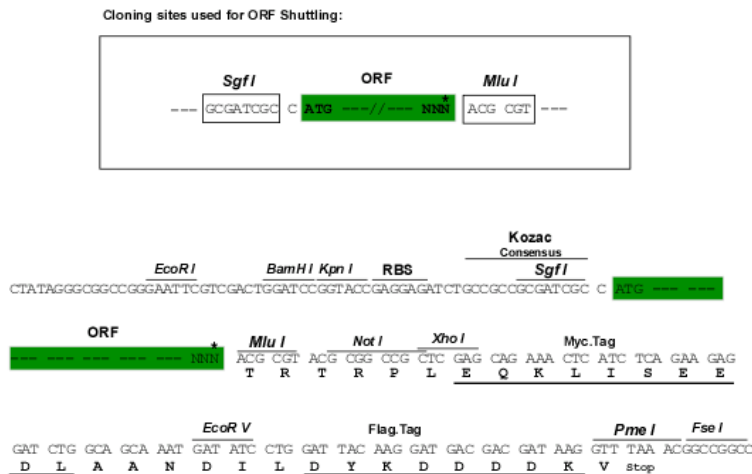 Cloning sites used for ORF Shuttling:
Sgf I ORF Mlu I
--- GCGATCGC C ATG ---//--- NNN * ACG CGT ---
Kozac
Consensus
EcoR I BamH I Kpn I RBS Sgf I
CTATAGGGCGGCCGGGAATTCGTCGACTGGATCCGGTACCGAGGAGATCTGCCGCCGCGATCGC C ATG --- ---
ORF
Mlu I Not I Xho I Myc.Tag
--- --- --- --- --- --- NNN * ACG CGT ACG CGG CCG CTC GAG CAG AAA CTC ATC TCA GAA GAG
T R T R P L E Q K L I S E E
EcoR V Flag.Tag Pme I Fse I
GAT CTG GCA GCA AAT GAT ATC CTG GAT TAC AAG GAT GAC GAC GAT AAG GTT TAA ACGGCCGGCC
D L A A N D I L D Y K D D D D K V Stop